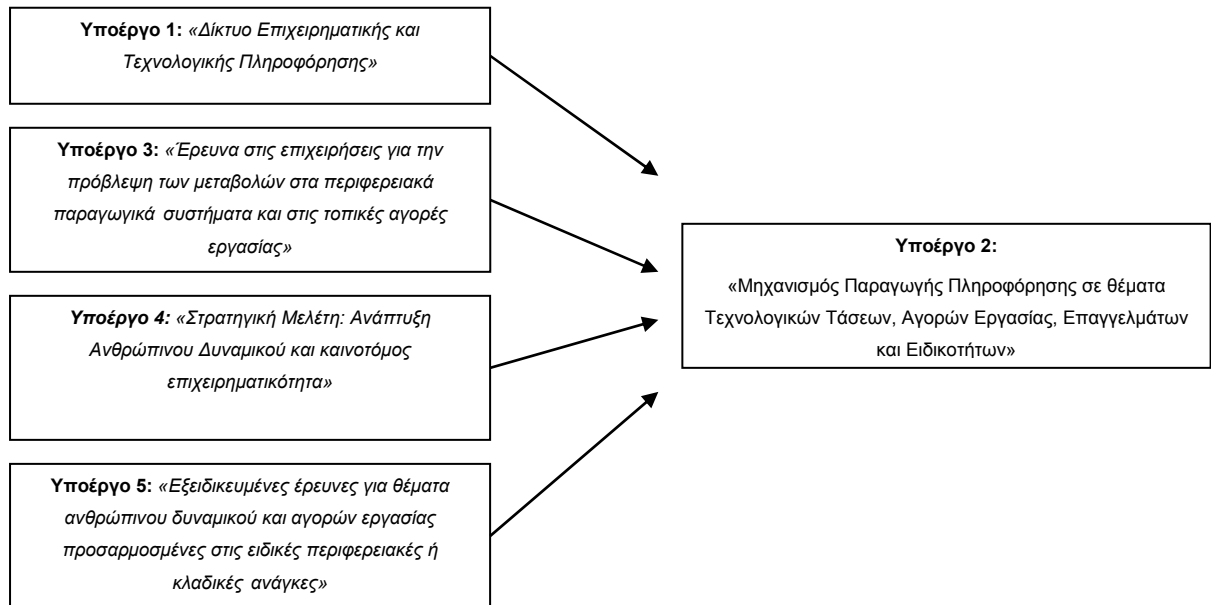 Υποέργο 1: «Δίκτυο Επιχειρηματικής και
Τεχνολογικής Πληροφόρησης»
Υποέργο 3: «Έρευνα στις επιχειρήσεις για την
πρόβλεψη των μεταβολών στα περιφερειακά
παραγωγικά συστήματα και στις τοπικές αγορές
εργασίας»
Υποέργο 4: «Στρατηγική Μελέτη: Ανάπτυξη
Ανθρώπινου Δυναμικού και καινοτόμος
επιχειρηματικότητα»
Υποέργο 5: «Εξειδικευμένες έρευνες για θέματα
ανθρώπινου δυναμικού και αγορών εργασίας
προσαρμοσμένες στις ειδικές περιφερειακές ή
κλαδικές ανάγκες»
Υποέργο 2:
«Μηχανισμός Παραγωγής Πληροφόρησης σε θέματα
Τεχνολογικών Τάσεων, Αγορών Εργασίας, Επαγγελμάτων
και Ειδικοτήτων»